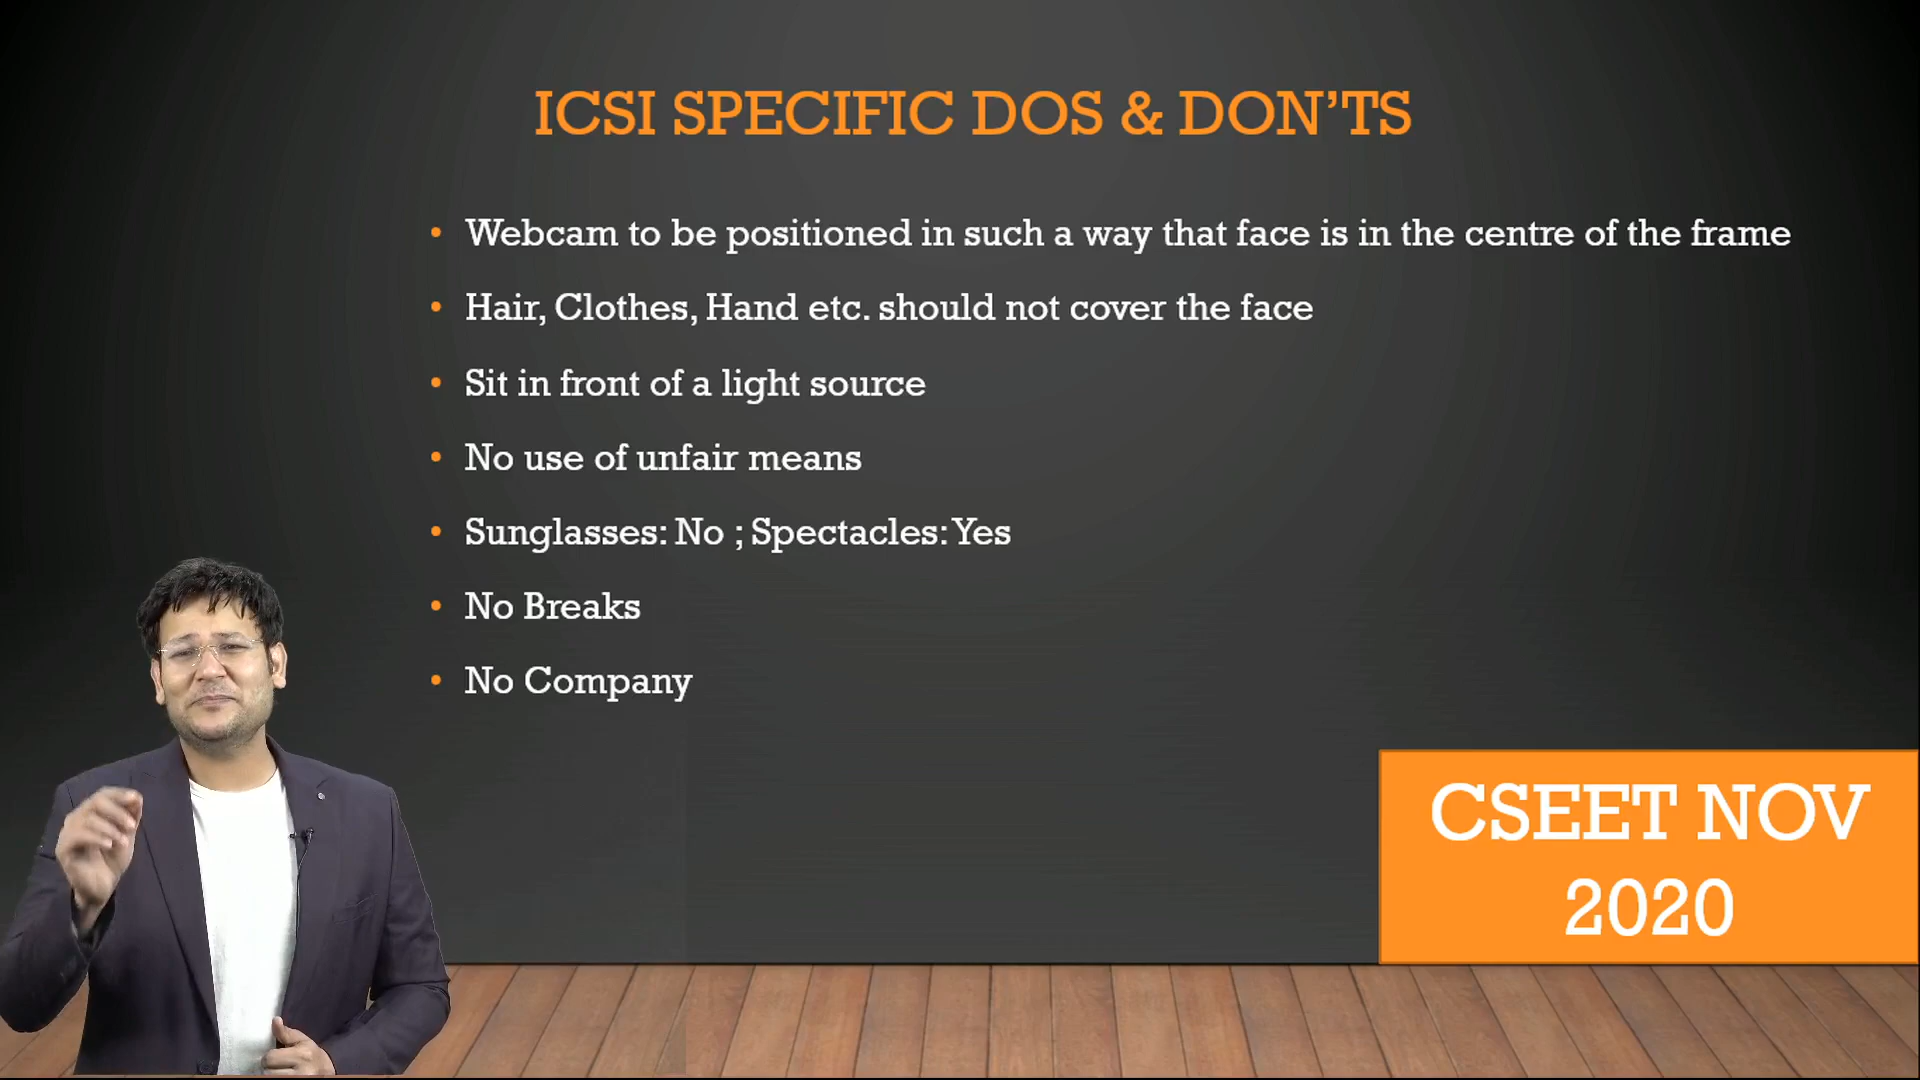 ICSI SPECIFIC DOS & DON’TS
• Webcam to be positioned in such a way that face is in the centre of the frame
• Hair, Clothes, Hand etc. should not cover the face
• Sit in front of a light source
• No use of unfair means
• Sunglasses: No ; Spectacles: Yes
• No Breaks
• No Company
CSEET NOV
2020